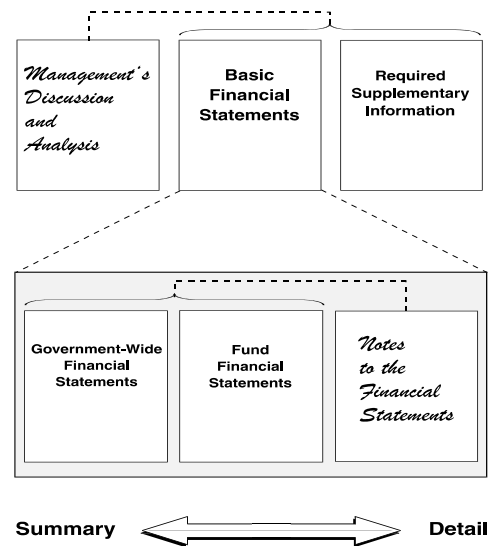 Management's
Discussion
and
Analysis
Basic
Financial
Statements
Required
Supplementary
Information
Government-Wide
Financial
Statements
Fund
Financial
Statements
Notes
to the
Financial
Statements
Summary
Detail